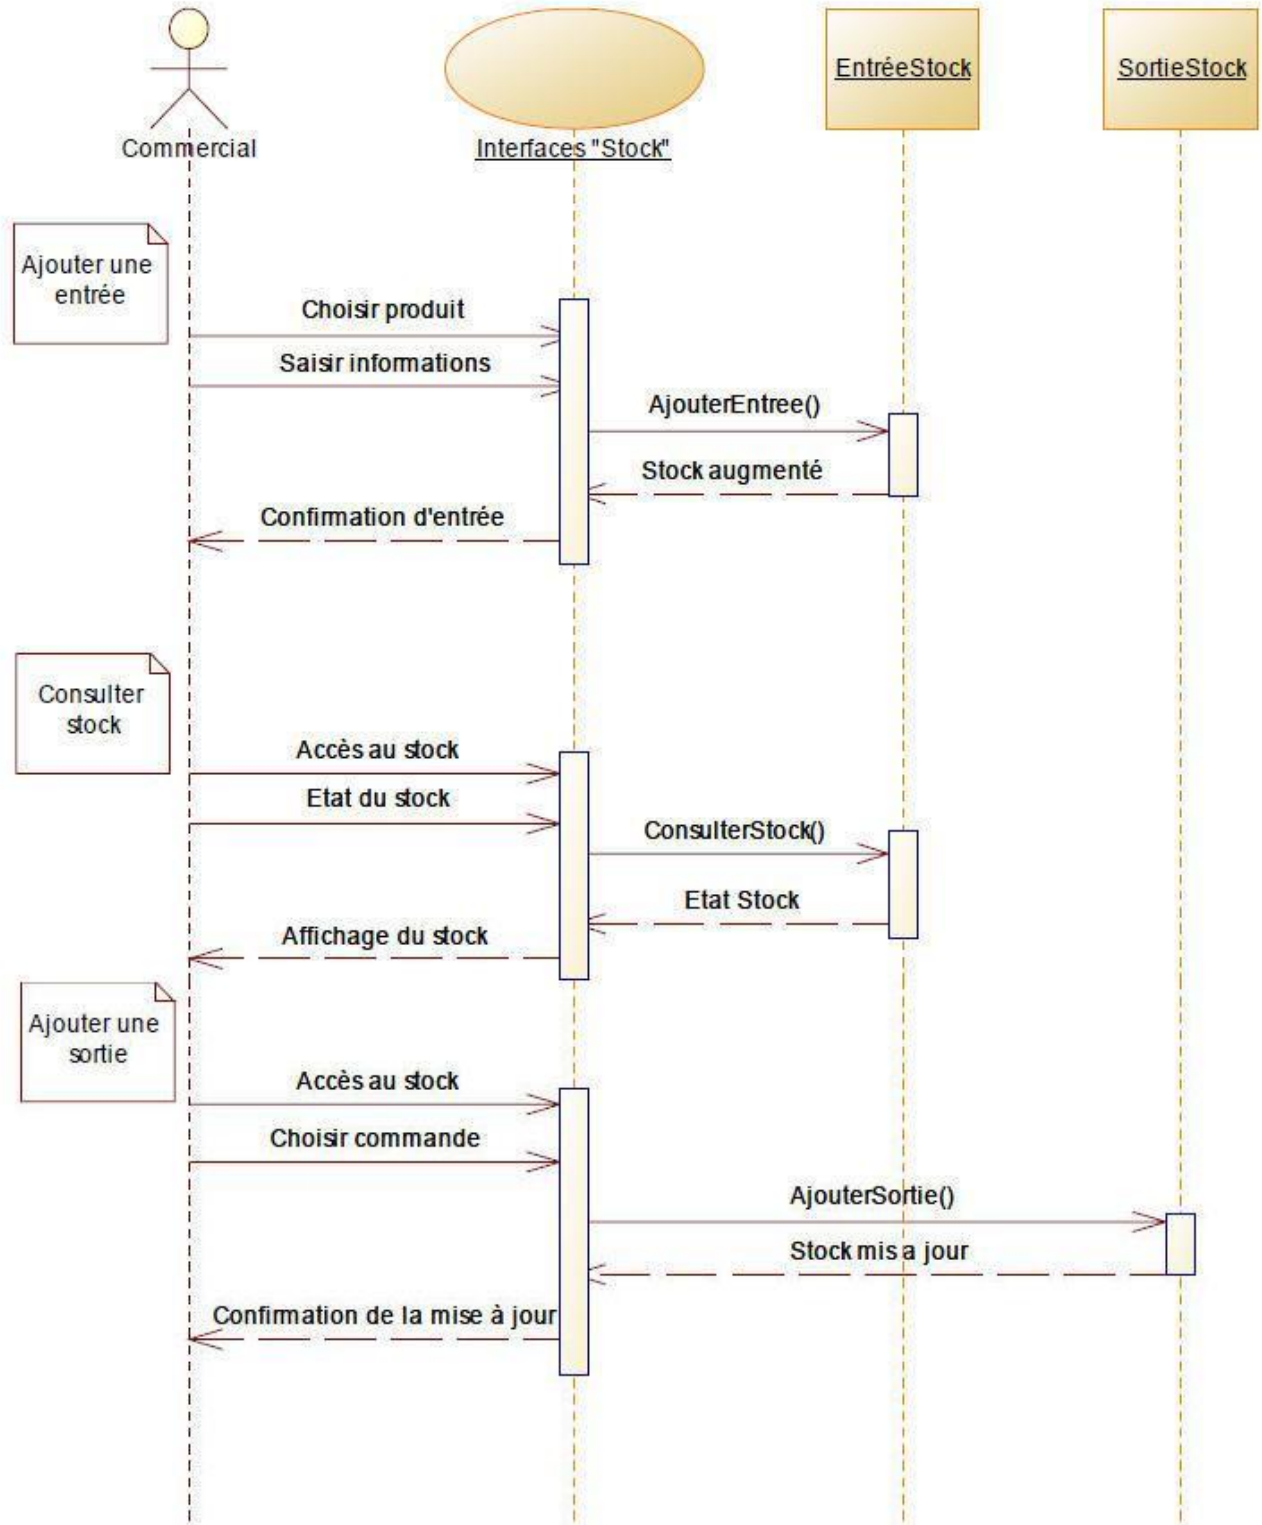 EntréeStock
SortieStock
Commercial
Interfaces "Stock"
Ajouter une
entrée
Choisir produit
Saisir informations
AjouterEntree()
Stock augmenté
Confirmation d'entrée
Consulter
stock
Accès au stock
Etat du stock
ConsulterStock()
Etat Stock
Affichage du stock
Ajouter une
sortie
Accès au stock
Choisir commande
AjouterSortie()
Stock mis a jour
Confirmation de la mise à jour